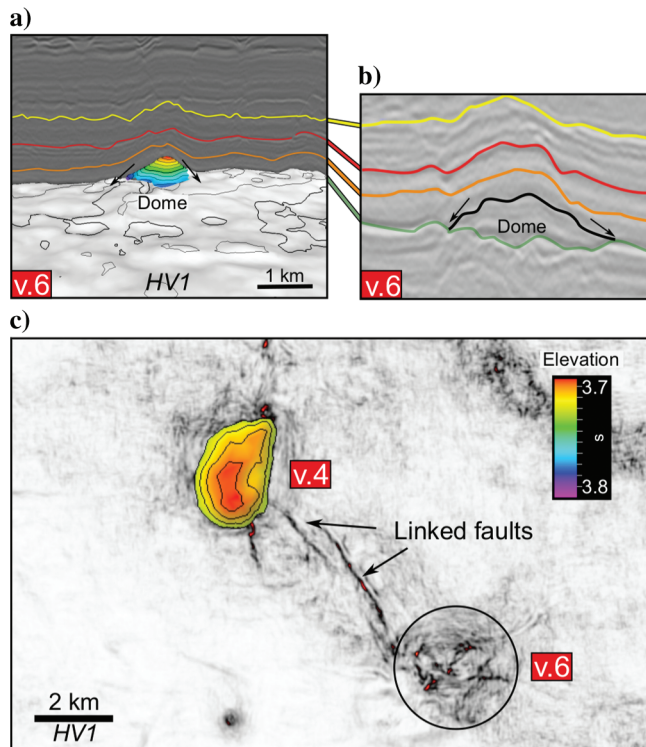 a)
Dome
v.6
HV1
1 km
b)
Dome
v.6
c)
Elevation
3.7
s
3.8
v.4
Linked faults
v.6
2 km
HV1